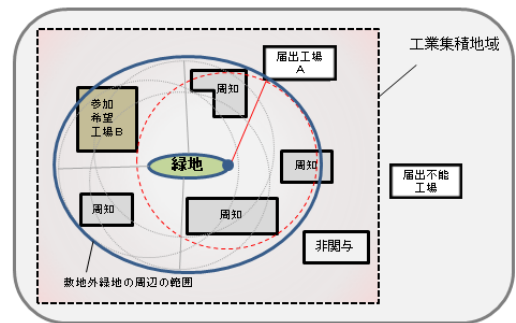 工業集積地域
届出工場
A
周知
参加
希望
工場B
緑地
周知
届出不能
工場
周知
周知
非関与
敷地外緑地の周辺の範囲